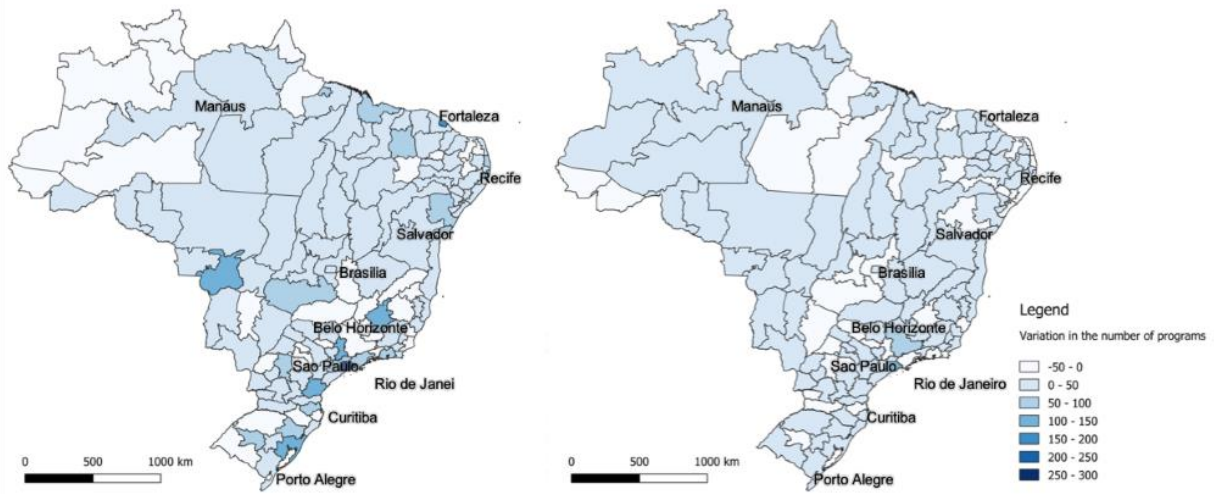 Manaus
Fortaleza
Recife
Salvador
Brasília
Belo Horizonte
Sao Paulo
Rio de Janei
Curitiba
Porto Alegre
0 500 1000 km
Manaus
Fortaleza
Recife
Salvador
Brasília
Belo Horizonte
Sao Paulo
Rio de Janeiro
Curitiba
Porto Alegre
0 500 1000 km
Legend
Variation in the number of programs
-50 - 0
0 - 50
50 - 100
100 - 150
150 - 200
200 - 250
250 - 300